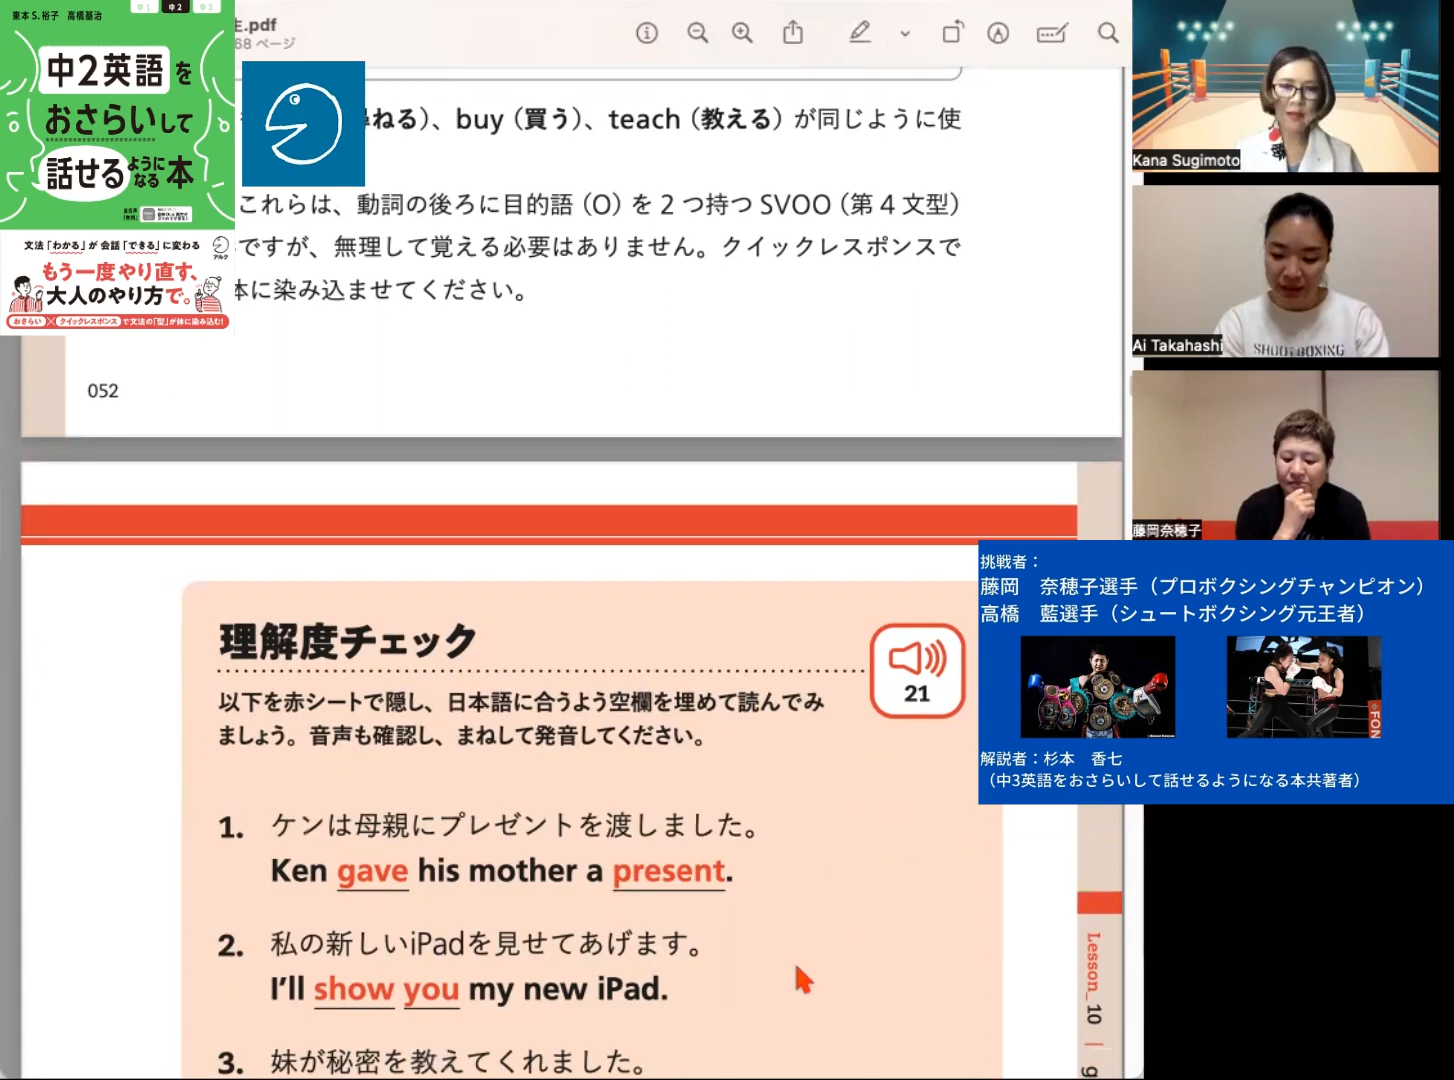 東本S.裕子 高橋基治
中1 中2 中3
中2英語を
おさらいして
話せるようになる本
文法「わかる」が会話「できる」に変わる
アルク
もう一度やり直す、
大人のやり方で。
おさらい×クイックレスポンスで文法の「型」が体に染み込む!
.pdf
68 ページ
ねる)、buy(買う)、teach(教える)が同じように使
これらは、動詞の後ろに目的語(O)を2つ持つ SVOO(第4文型)
ですが、無理して覚える必要はありません。クイックレスポンスで
体に染み込ませてください。
052
理解度チェック
21
以下を赤シートで隠し、日本語に合うよう空欄を埋めて読んでみ
ましょう。音声も確認し、まねして発音してください。
1. ケンは母親にプレゼントを渡しました。
Ken gave his mother a present.
2. 私の新しいiPadを見せてあげます。
I'll show you my new iPad.
3. 妹が秘密を教えてくれました。
Lesson_10 | g
Kana Sugimoto
SHOOTBOXING
Ai Takahashi
藤岡奈穂子
挑戦者:
藤岡 奈穂子選手(プロボクシングチャンピオン)
高橋 藍選手(シュートボクシング元王者)
解説者:杉本 香七
(中3英語をおさらいして話せるようになる本共著者)